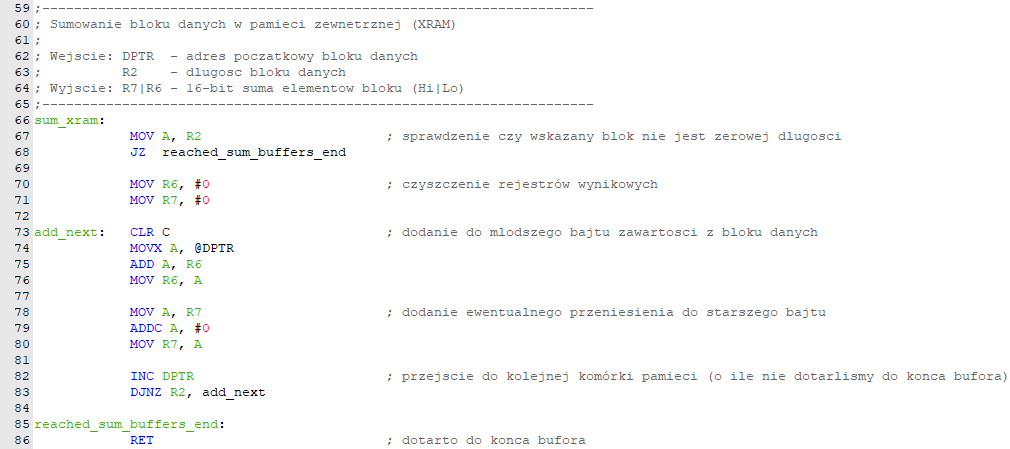 59 ;---------------------------------------------------------------------
60 ; Sumowanie bloku danych w pamieci zewnetrznej (XRAM)
61 ;
62 ; Wejscie: DPTR  - adres poczatkowy bloku danych
63 ;          R2    - dlugosc bloku danych
64 ; Wyjscie: R7|R6 - 16-bit suma elementow bloku (Hi|Lo)
65 ;---------------------------------------------------------------------
66 sum_xram:
67             MOV A, R2                       ; sprawdzenie czy wskazany blok nie jest zerowej dlugosci
68             JZ  reached_sum_buffers_end
69
70             MOV R6, #0                      ; czyszczenie rejestrów wynikowych
71             MOV R7, #0
72
73 add_next:   CLR C                           ; dodanie do mlodszego bajtu zawartosci z bloku danych
74             MOVX A, @DPTR
75             ADD A, R6
76             MOV R6, A
77
78             MOV A, R7                       ; dodanie ewentualnego przeniesienia do starszego bajtu
79             ADDC A, #0
80             MOV R7, A
81
82             INC DPTR                        ; przejscie do kolejnej komórki pamieci (o ile nie dotarlismy do konca bufora)
83             DJNZ R2, add_next
84
85 reached_sum_buffers_end:
86             RET                             ; dotarto do konca bufora